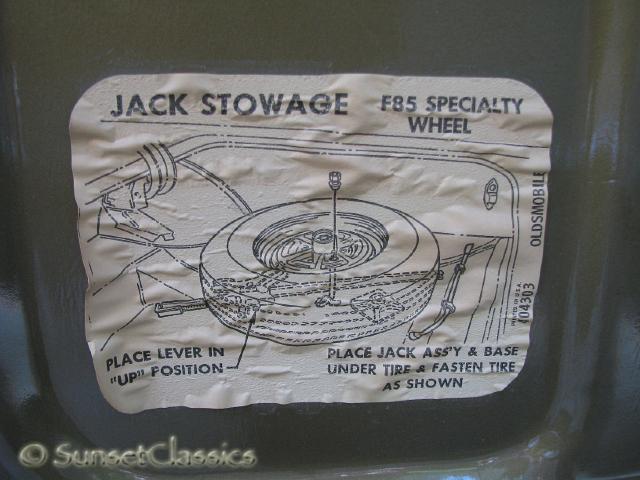 JACK STOWAGE
F85 SPECIALTY
WHEEL
OLDSMOBILE
PLACE LEVER IN
"UP" POSITION
PLACE JACK ASS'Y & BASE
UNDER TIRE & FASTEN TIRE
AS SHOWN
© SunsetClassics